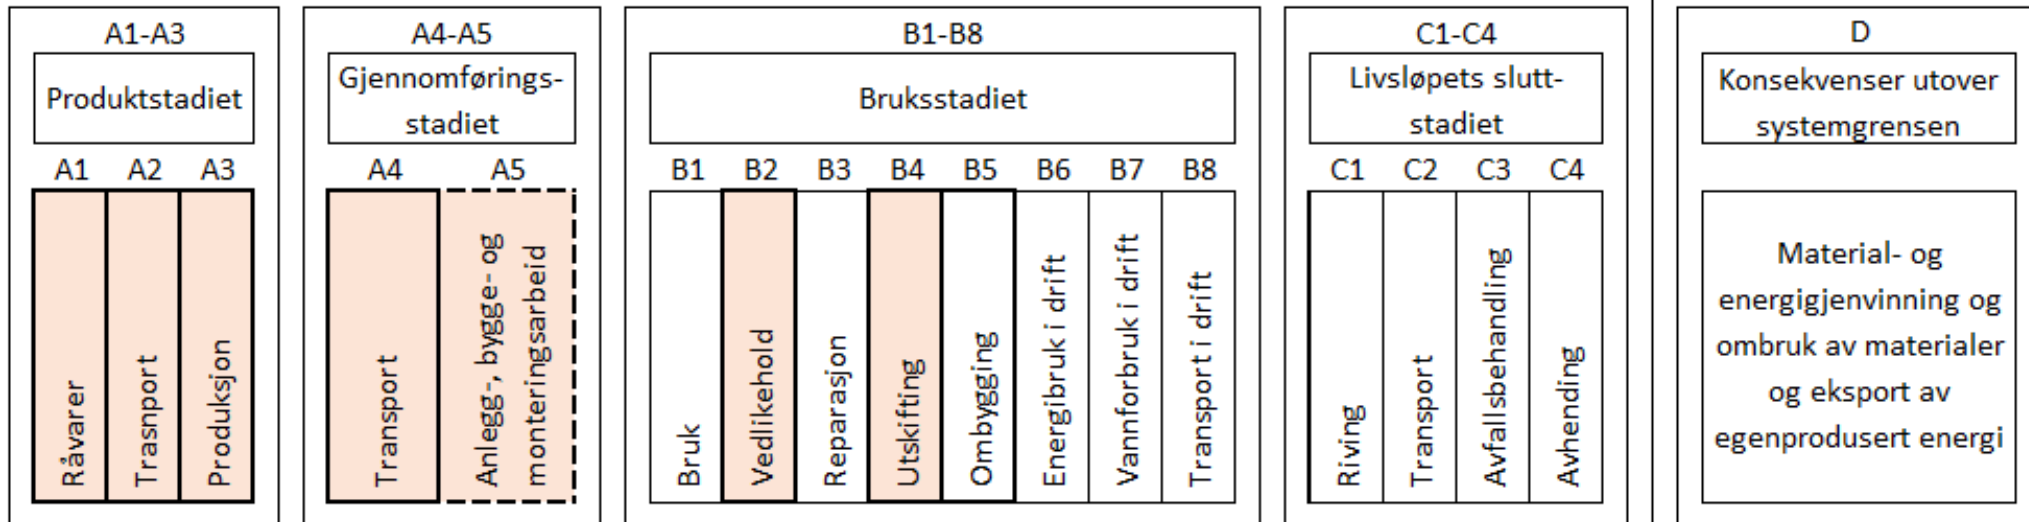 A1-A3
Produktstadiet
A1
A2
A3
Råvarer
Trasnport
Produksjon
A4-A5
Gjennomførings-
stadiet
A4
A5
Transport
Anlegg-, bygge- og
monteringsarbeid
B1-B8
Bruksstadiet
B1
B2
B3
B4
B5
B6
B7
B8
Bruk
Vedlikehold
Reparasjon
Utskifting
Ombygging
Energibruk i drift
Vannforbruk i drift
Transport i drift
C1-C4
Livsløpets slutt-
stadiet
C1
C2
C3
C4
Riving
Transport
Avfallsbehandling
Avhending
D
Konsekvenser utover
systemgrensen
Material- og
energigjenvinning og
ombruk av materialer
og eksport av
egenprodusert energi